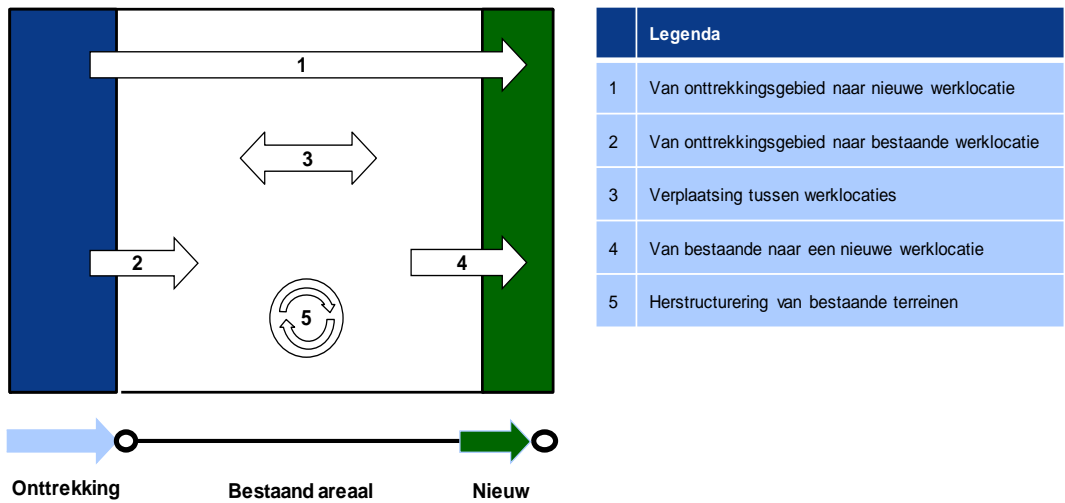 1
3
2
4
5
Onttrekking
Bestaand areaal
Nieuw
Legenda
1 Van onttrekkingsgebied naar nieuwe werklocatie
2 Van onttrekkingsgebied naar bestaande werklocatie
3 Verplaatsing tussen werklocaties
4 Van bestaande naar een nieuwe werklocatie
5 Herstructurering van bestaande terreinen